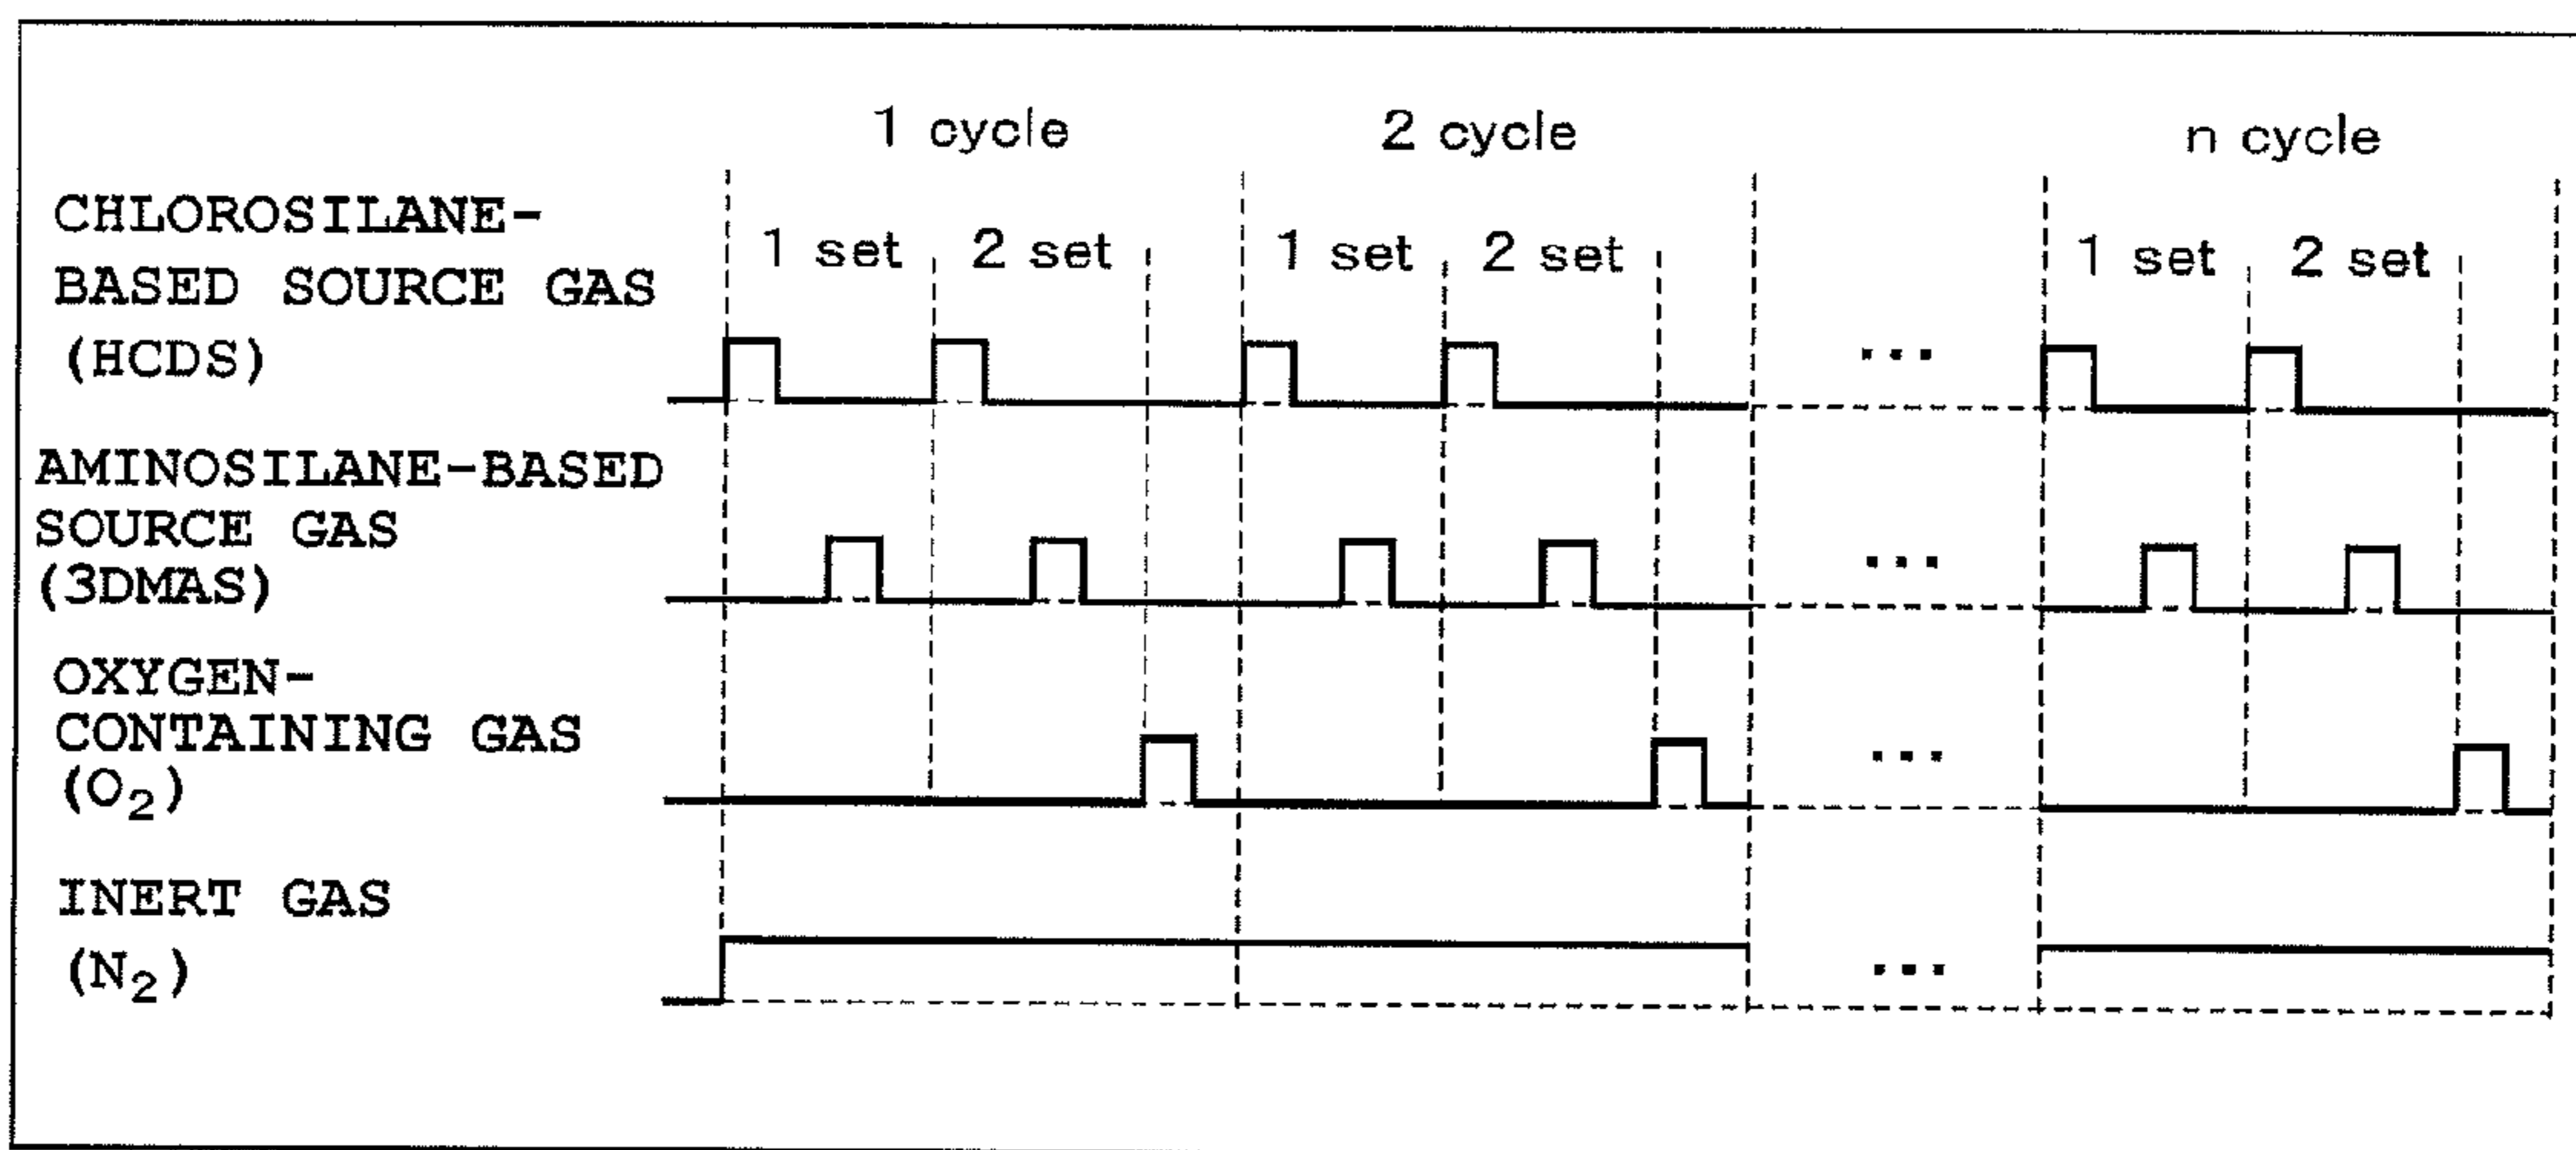 1 cycle 2 cycle n cycle
CHLOROSILANE-
BASED SOURCE GAS
(HCDS)
1 set 2 set 1 set 2 set 1 set 2 set
...
AMINOSILANE-BASED
SOURCE GAS
(3DMAS)
...
OXYGEN-
CONTAINING GAS
(O2)
...
INERT GAS
(N2)
...